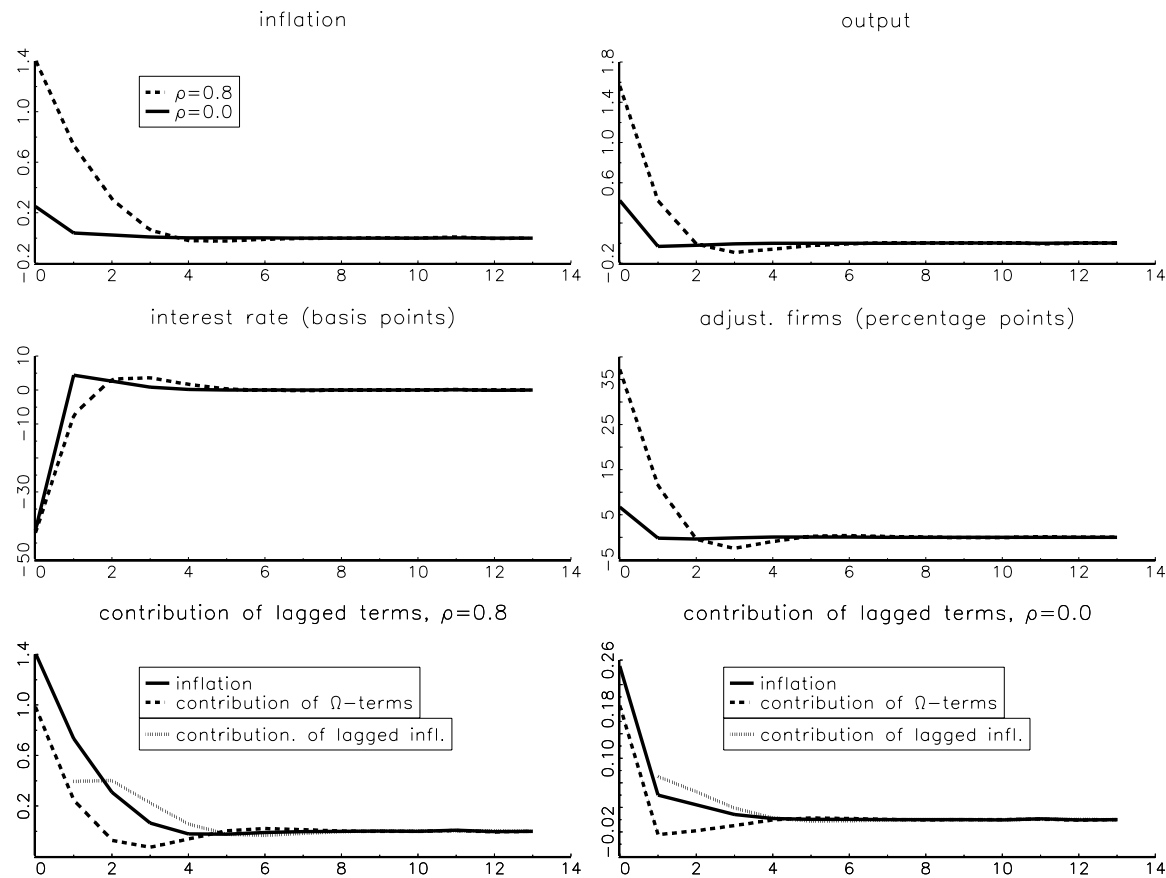 inflation
1.4
1.0
0.6
0.2
−0.2
ρ=0.8
ρ=0.0
0 2 4 6 8 10 12 14
output
1.8
1.4
1.0
0.6
0.2
−0.2
0 2 4 6 8 10 12 14
interest rate (basis points)
10
0
−10
−30
−50
0 2 4 6 8 10 12 14
adjust. firms (percentage points)
35
25
15
5
−5
0 2 4 6 8 10 12 14
contribution of lagged terms, ρ=0.8
1.4
1.0
0.6
0.2
inflation
contribution of Ω−terms
contribution. of lagged infl.
0 2 4 6 8 10 12 14
contribution of lagged terms, ρ=0.0
0.26
0.18
0.10
−0.02
inflation
contribution of Ω−terms
contribution of lagged infl.
0 2 4 6 8 10 12 14